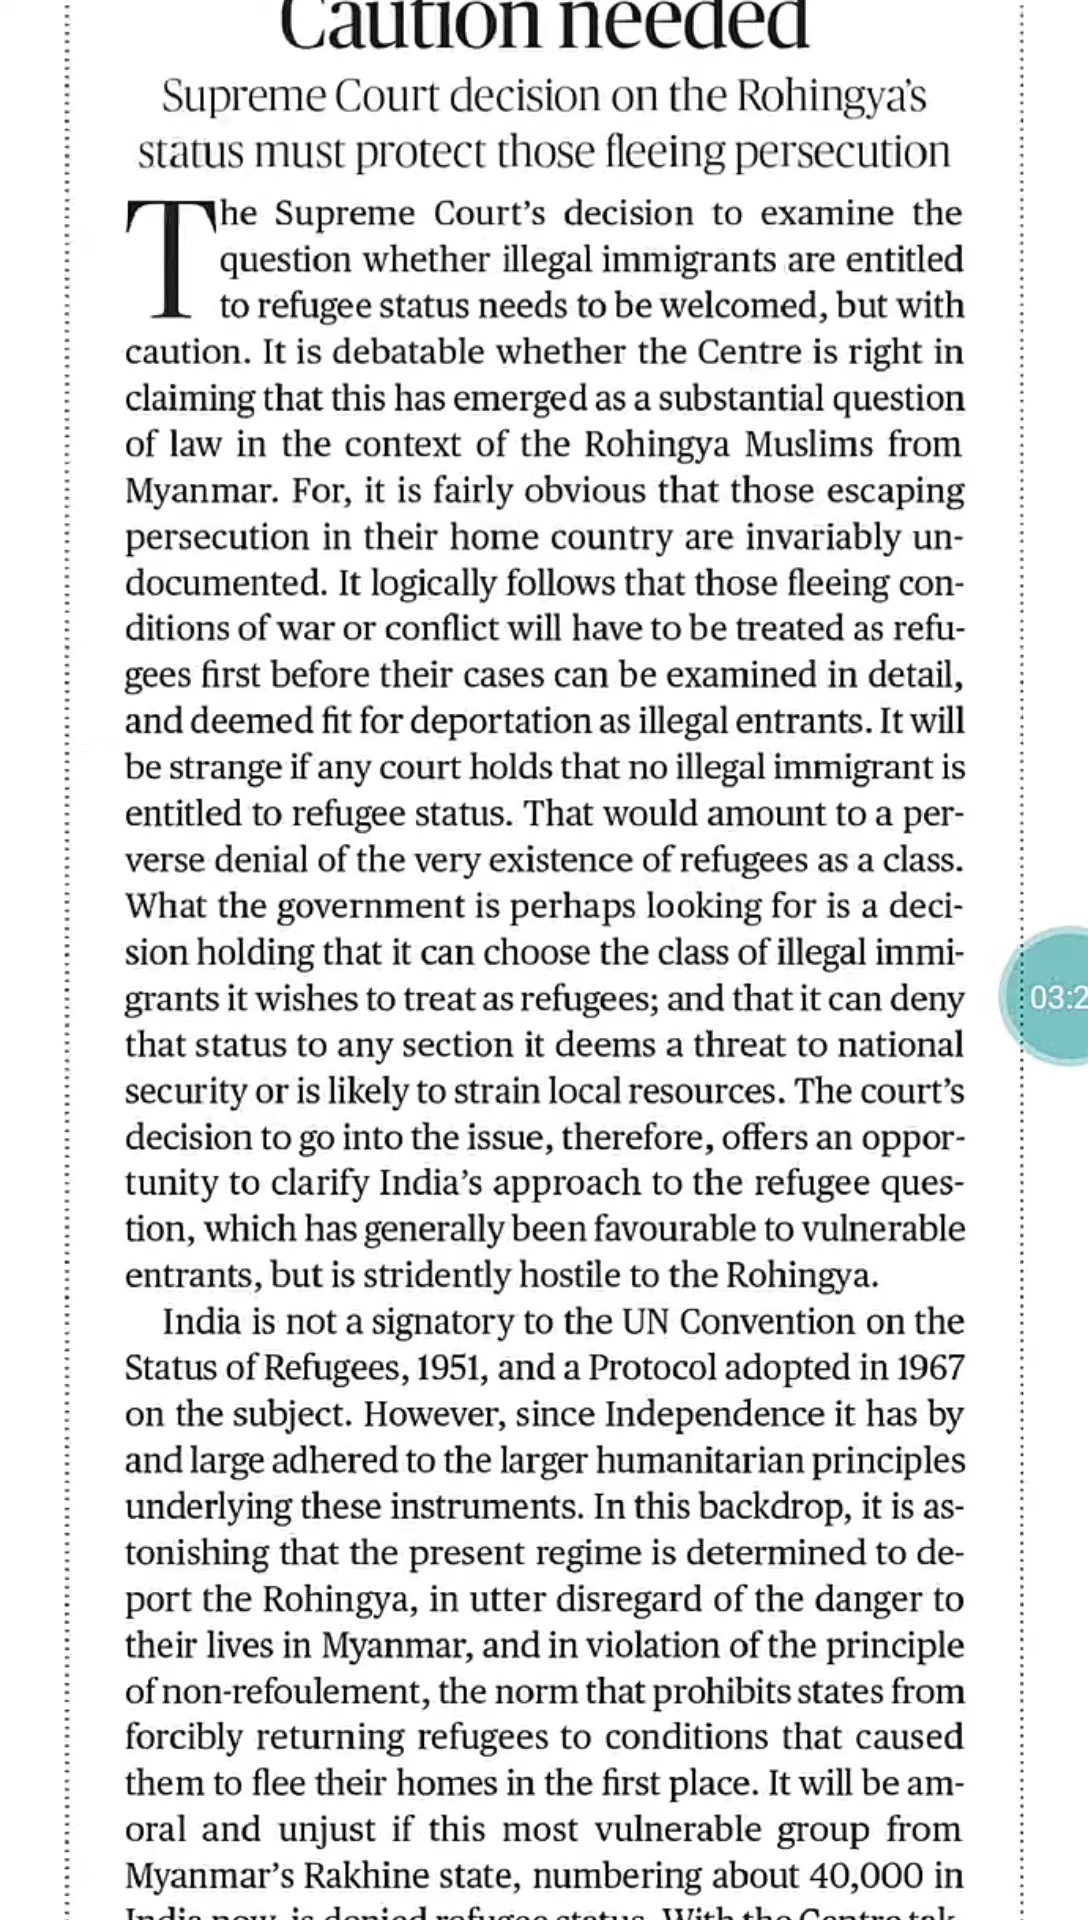 Caution needed
Supreme Court decision on the Rohingya's
status must protect those fleeing persecution
The Supreme Court's decision to examine the
question whether illegal immigrants are entitled
to refugee status needs to be welcomed, but with
caution. It is debatable whether the Centre is right in
claiming that this has emerged as a substantial question
of law in the context of the Rohingya Muslims from
Myanmar. For, it is fairly obvious that those escaping
persecution in their home country are invariably un-
documented. It logically follows that those fleeing con-
ditions of war or conflict will have to be treated as refu-
gees first before their cases can be examined in detail,
and deemed fit for deportation as illegal entrants. It will
be strange if any court holds that no illegal immigrant is
entitled to refugee status. That would amount to a per-
verse denial of the very existence of refugees as a class.
What the government is perhaps looking for is a deci-
sion holding that it can choose the class of illegal immi-
grants it wishes to treat as refugees; and that it can deny
that status to any section it deems a threat to national
security or is likely to strain local resources. The court's
decision to go into the issue, therefore, offers an oppor-
tunity to clarify India's approach to the refugee ques-
tion, which has generally been favourable to vulnerable
entrants, but is stridently hostile to the Rohingya.
India is not a signatory to the UN Convention on the
Status of Refugees, 1951, and a Protocol adopted in 1967
on the subject. However, since Independence it has by
and large adhered to the larger humanitarian principles
underlying these instruments. In this backdrop, it is as-
tonishing that the present regime is determined to de-
port the Rohingya, in utter disregard of the danger to
their lives in Myanmar, and in violation of the principle
of non-refoulement, the norm that prohibits states from
forcibly returning refugees to conditions that caused
them to flee their homes in the first place. It will be am-
oral and unjust if this most vulnerable group from
Myanmar's Rakhine state, numbering about 40,000 in
India now, is denied refugee status. With the Centre tak-
03:2